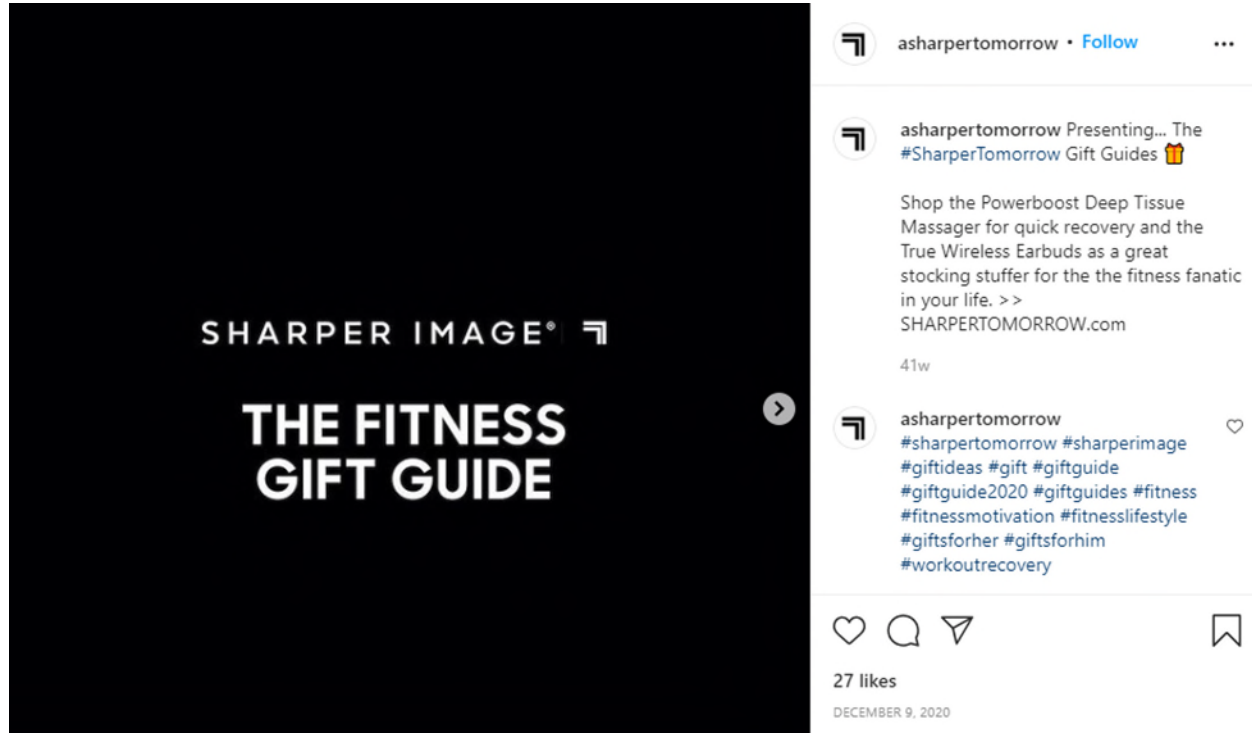 SHARPER IMAGE®
THE FITNESS
GIFT GUIDE
asharpertomorrow • Follow
asharpertomorrow Presenting... The
#SharperTomorrow Gift Guides 🎁
Shop the Powerboost Deep Tissue
Massager for quick recovery and the
True Wireless Earbuds as a great
stocking stuffer for the the fitness fanatic
in your life. >>
SHARPERTOMORROW.com
41w
asharpertomorrow
#sharpertomorrow #sharperimage
#giftideas #gift #giftguide
#giftguide2020 #giftguides #fitness
#fitnessmotivation #fitnesslifestyle
#giftsforher #giftsforhim
#workoutrecovery
27 likes
DECEMBER 9, 2020